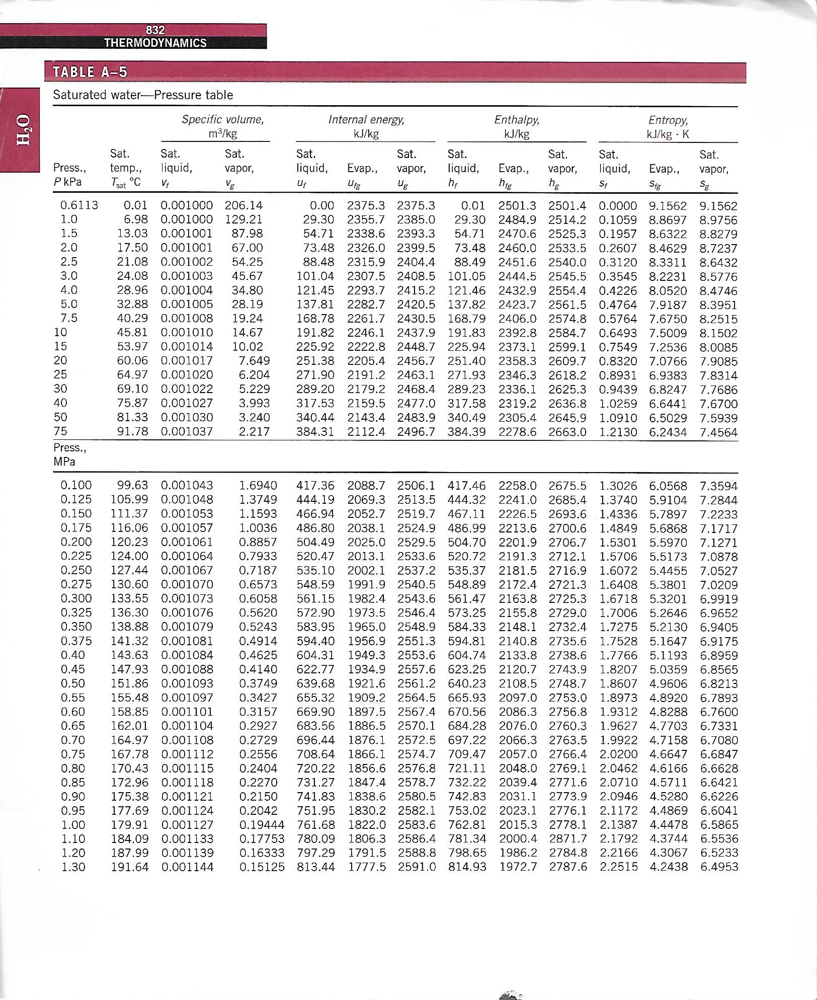 832
THERMODYNAMICS
TABLE A–5
Saturated water—Pressure table
H₂O
Specific volume, Internal energy, Enthalpy, Entropy,
m³/kg kJ/kg kJ/kg kJ/kg · K
Sat. Sat. Sat. Sat. Sat. Sat. Sat. Sat. Sat.
Press., temp., liquid, vapor, liquid, Evap., vapor, liquid, Evap., vapor, liquid, Evap., vapor,
P kPa Tsat °C vf vg uf ufg ug hf hfg hg sf sfg sg
0.6113 0.01 0.001000 206.14 0.00 2375.3 2375.3 0.01 2501.3 2501.4 0.0000 9.1562 9.1562
1.0 6.98 0.001000 129.21 29.30 2355.7 2385.0 29.30 2484.9 2514.2 0.1059 8.8697 8.9756
1.5 13.03 0.001001 87.98 54.71 2338.6 2393.3 54.71 2470.6 2525.3 0.1957 8.6322 8.8279
2.0 17.50 0.001001 67.00 73.48 2326.0 2399.5 73.48 2460.0 2533.5 0.2607 8.4629 8.7237
2.5 21.08 0.001002 54.25 88.48 2315.9 2404.4 88.49 2451.6 2540.0 0.3120 8.3311 8.6432
3.0 24.08 0.001003 45.67 101.04 2307.5 2408.5 101.05 2444.5 2545.5 0.3545 8.2231 8.5776
4.0 28.96 0.001004 34.80 121.45 2293.7 2415.2 121.46 2432.9 2554.4 0.4226 8.0520 8.4746
5.0 32.88 0.001005 28.19 137.81 2282.7 2420.5 137.82 2423.7 2561.5 0.4764 7.9187 8.3951
7.5 40.29 0.001008 19.24 168.78 2261.7 2430.5 168.79 2406.0 2574.8 0.5764 7.6750 8.2515
10 45.81 0.001010 14.67 191.82 2246.1 2437.9 191.83 2392.8 2584.7 0.6493 7.5009 8.1502
15 53.97 0.001014 10.02 225.92 2222.8 2448.7 225.94 2373.1 2599.1 0.7549 7.2536 8.0085
20 60.06 0.001017 7.649 251.38 2205.4 2456.7 251.40 2358.3 2609.7 0.8320 7.0766 7.9085
25 64.97 0.001020 6.204 271.90 2191.2 2463.1 271.93 2346.3 2618.2 0.8931 6.9383 7.8314
30 69.10 0.001022 5.229 289.20 2179.2 2468.4 289.23 2336.1 2625.3 0.9439 6.8247 7.7686
40 75.87 0.001027 3.993 317.53 2159.5 2477.0 317.58 2319.2 2636.8 1.0259 6.6441 7.6700
50 81.33 0.001030 3.240 340.44 2143.4 2483.9 340.49 2305.4 2645.9 1.0910 6.5029 7.5939
75 91.78 0.001037 2.217 384.31 2112.4 2496.7 384.39 2278.6 2663.0 1.2130 6.2434 7.4564
Press.,
MPa
0.100 99.63 0.001043 1.6940 417.36 2088.7 2506.1 417.46 2258.0 2675.5 1.3026 6.0568 7.3594
0.125 105.99 0.001048 1.3749 444.19 2069.3 2513.5 444.32 2241.0 2685.4 1.3740 5.9104 7.2844
0.150 111.37 0.001053 1.1593 466.94 2052.7 2519.7 467.11 2226.5 2693.6 1.4336 5.7897 7.2233
0.175 116.06 0.001057 1.0036 486.80 2038.1 2524.9 486.99 2213.6 2700.6 1.4849 5.6868 7.1717
0.200 120.23 0.001061 0.8857 504.49 2025.0 2529.5 504.70 2201.9 2706.7 1.5301 5.5970 7.1271
0.225 124.00 0.001064 0.7933 520.47 2013.1 2533.6 520.72 2191.3 2712.1 1.5706 5.5173 7.0878
0.250 127.44 0.001067 0.7187 535.10 2002.1 2537.2 535.37 2181.5 2716.9 1.6072 5.4455 7.0527
0.275 130.60 0.001070 0.6573 548.59 1991.9 2540.5 548.89 2172.4 2721.3 1.6408 5.3801 7.0209
0.300 133.55 0.001073 0.6058 561.15 1982.4 2543.6 561.47 2163.8 2725.3 1.6718 5.3201 6.9919
0.325 136.30 0.001076 0.5620 572.90 1973.5 2546.4 573.25 2155.8 2729.0 1.7006 5.2646 6.9652
0.350 138.88 0.001079 0.5243 583.95 1965.0 2548.9 584.33 2148.1 2732.4 1.7275 5.2130 6.9405
0.375 141.32 0.001081 0.4914 594.40 1956.9 2551.3 594.81 2140.8 2735.6 1.7528 5.1647 6.9175
0.40 143.63 0.001084 0.4625 604.31 1949.3 2553.6 604.74 2133.8 2738.6 1.7766 5.1193 6.8959
0.45 147.93 0.001088 0.4140 622.77 1934.9 2557.6 623.25 2120.7 2743.9 1.8207 5.0359 6.8565
0.50 151.86 0.001093 0.3749 639.68 1921.6 2561.2 640.23 2108.5 2748.7 1.8607 4.9606 6.8213
0.55 155.48 0.001097 0.3427 655.32 1909.2 2564.5 665.93 2097.0 2753.0 1.8973 4.8920 6.7893
0.60 158.85 0.001101 0.3157 669.90 1897.5 2567.4 670.56 2086.3 2756.8 1.9312 4.8288 6.7600
0.65 162.01 0.001104 0.2927 683.56 1886.5 2570.1 684.28 2076.0 2760.3 1.9627 4.7703 6.7331
0.70 164.97 0.001108 0.2729 696.44 1876.1 2572.5 697.22 2066.3 2763.5 1.9922 4.7158 6.7080
0.75 167.78 0.001112 0.2556 708.64 1866.1 2574.7 709.47 2057.0 2766.4 2.0200 4.6647 6.6847
0.80 170.43 0.001115 0.2404 720.22 1856.6 2576.8 721.11 2048.0 2769.1 2.0462 4.6166 6.6628
0.85 172.96 0.001118 0.2270 731.27 1847.4 2578.7 732.22 2039.4 2771.6 2.0710 4.5711 6.6421
0.90 175.38 0.001121 0.2150 741.83 1838.6 2580.5 742.83 2031.1 2773.9 2.0946 4.5280 6.6226
0.95 177.69 0.001124 0.2042 751.95 1830.2 2582.1 753.02 2023.1 2776.1 2.1172 4.4869 6.6041
1.00 179.91 0.001127 0.19444 761.68 1822.0 2583.6 762.81 2015.3 2778.1 2.1387 4.4478 6.5865
1.10 184.09 0.001133 0.17753 780.09 1806.3 2586.4 781.34 2000.4 2871.7 2.1792 4.3744 6.5536
1.20 187.99 0.001139 0.16333 797.29 1791.5 2588.8 798.65 1986.2 2784.8 2.2166 4.3067 6.5233
1.30 191.64 0.001144 0.15125 813.44 1777.5 2591.0 814.93 1972.7 2787.6 2.2515 4.2438 6.4953